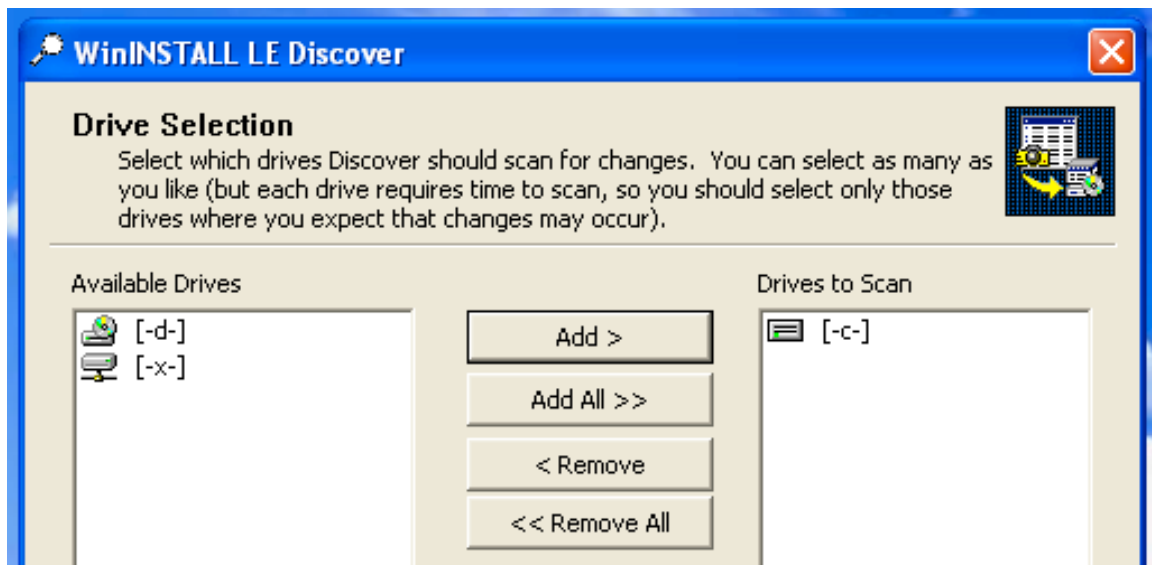 WinINSTALL LE Discover
Drive Selection
Select which drives Discover should scan for changes.  You can select as many as
you like (but each drive requires time to scan, so you should select only those
drives where you expect that changes may occur).
Available Drives
[-d-]
[-x-]
Add >
Add All >>
< Remove
<< Remove All
Drives to Scan
[-c-]